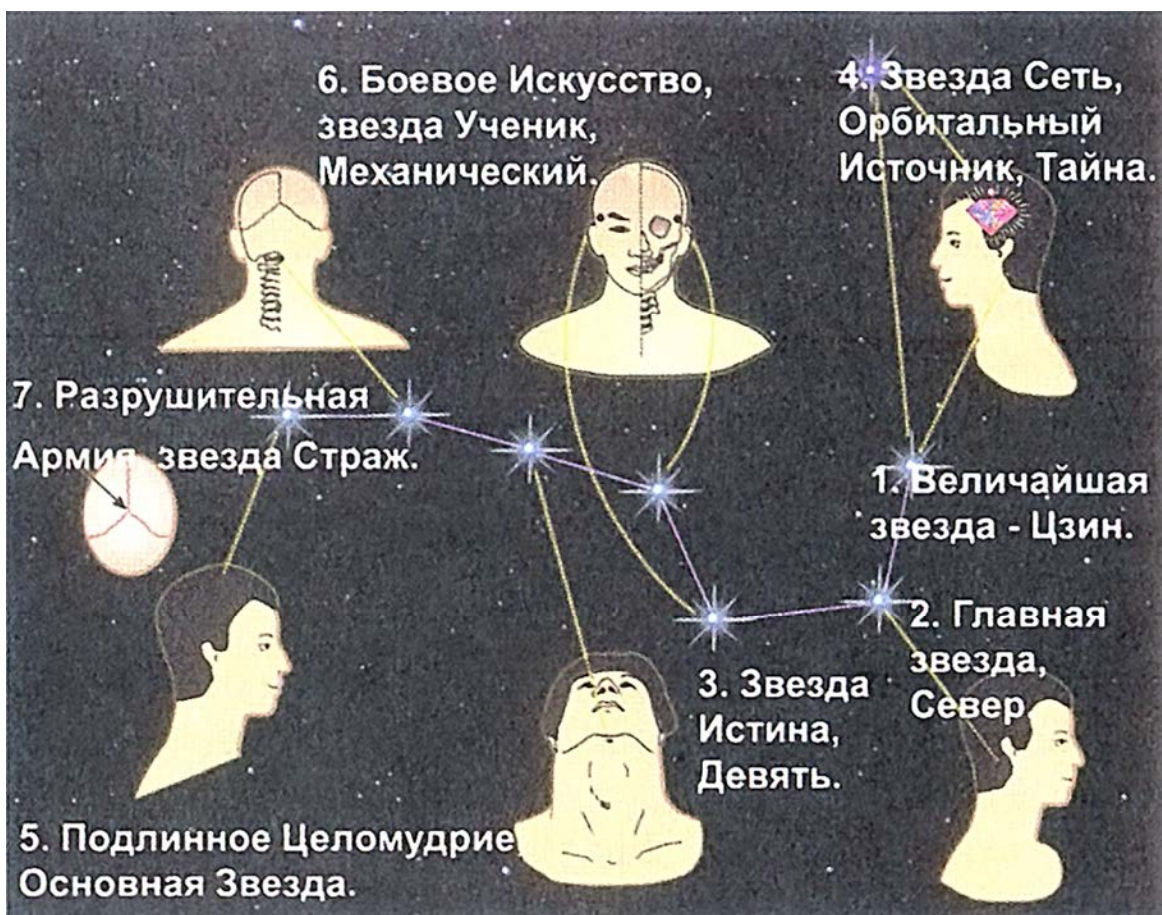 6. Боевое Искусство,
звезда Ученик,
Механический.
4. Звезда Сеть,
Орбитальный
Источник, Тайна.
7. Разрушительная
Армия, звезда Страж.
1. Величайшая
звезда - Цзин.
2. Главная
звезда,
Север
3. Звезда
Истина,
Девять.
5. Подлинное Целомудрие
Основная Звезда.